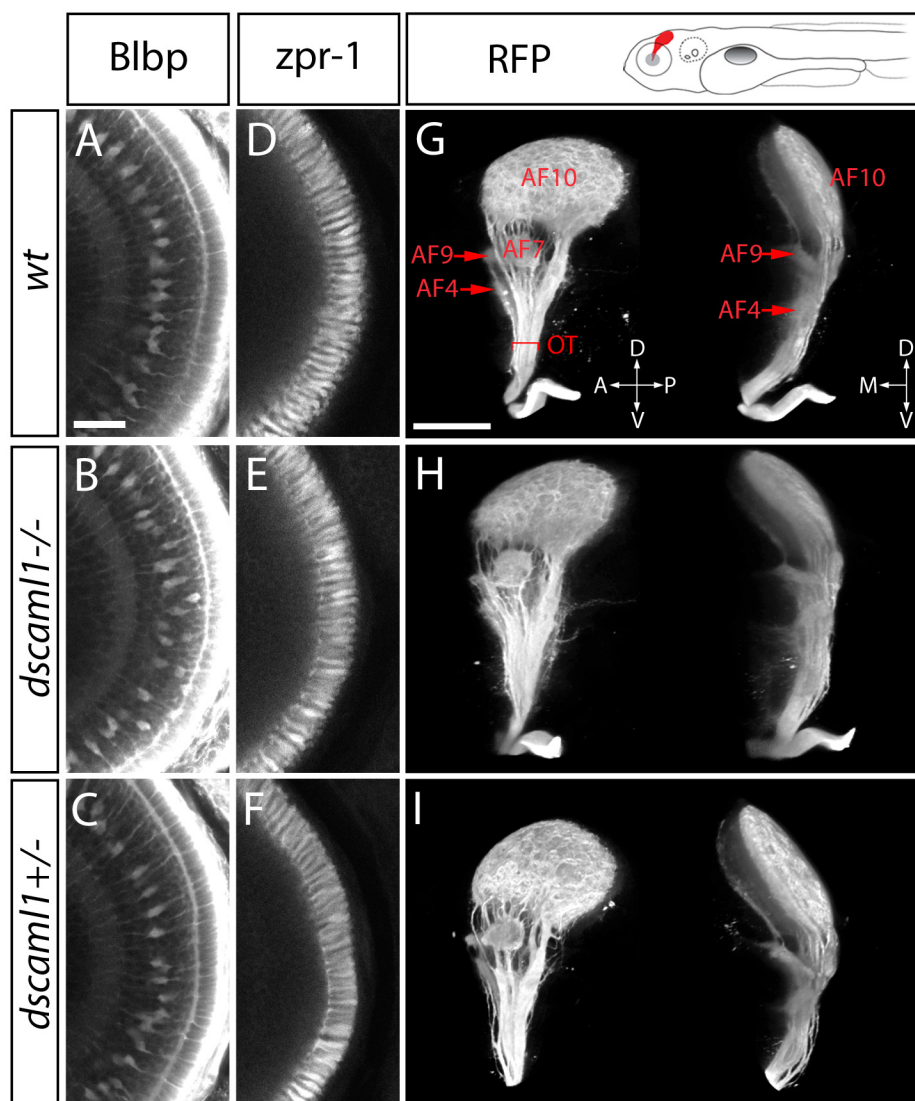 Blbp
zpr-1
RFP
wt
A
D
G
AF10
AF10
AF9
AF7
AF9
AF4
AF4
OT
D
A
P
V
D
M
V
dscaml1-/-
B
E
H
dscaml1+/-
C
F
I